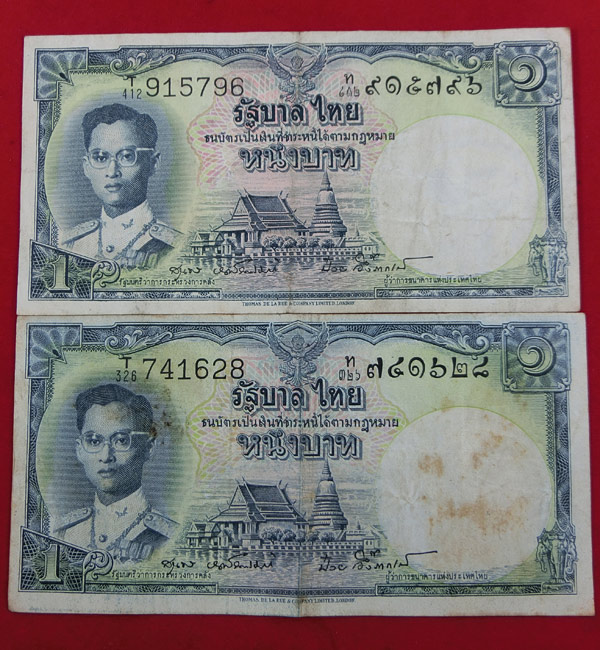 T/412 915796 ท/๔๑๒ ๙๑๕๗๙๖ ๑
รัฐบาลไทย
ธนบัตรเป็นเงินที่ชำระหนี้ได้ตามกฎหมาย
หนึ่งบาท
1 ๑
รัฐมนตรีว่าการกระทรวงการคลัง ผู้ว่าการธนาคารแห่งประเทศไทย
THOMAS DE LA RUE & COMPANY LIMITED, LONDON
T/326 741628 ท/๓๒๖ ๗๔๑๖๒๘ ๑
รัฐบาลไทย
ธนบัตรเป็นเงินที่ชำระหนี้ได้ตามกฎหมาย
หนึ่งบาท
1 ๑
รัฐมนตรีว่าการกระทรวงการคลัง ผู้ว่าการธนาคารแห่งประเทศไทย
THOMAS DE LA RUE & COMPANY LIMITED, LONDON